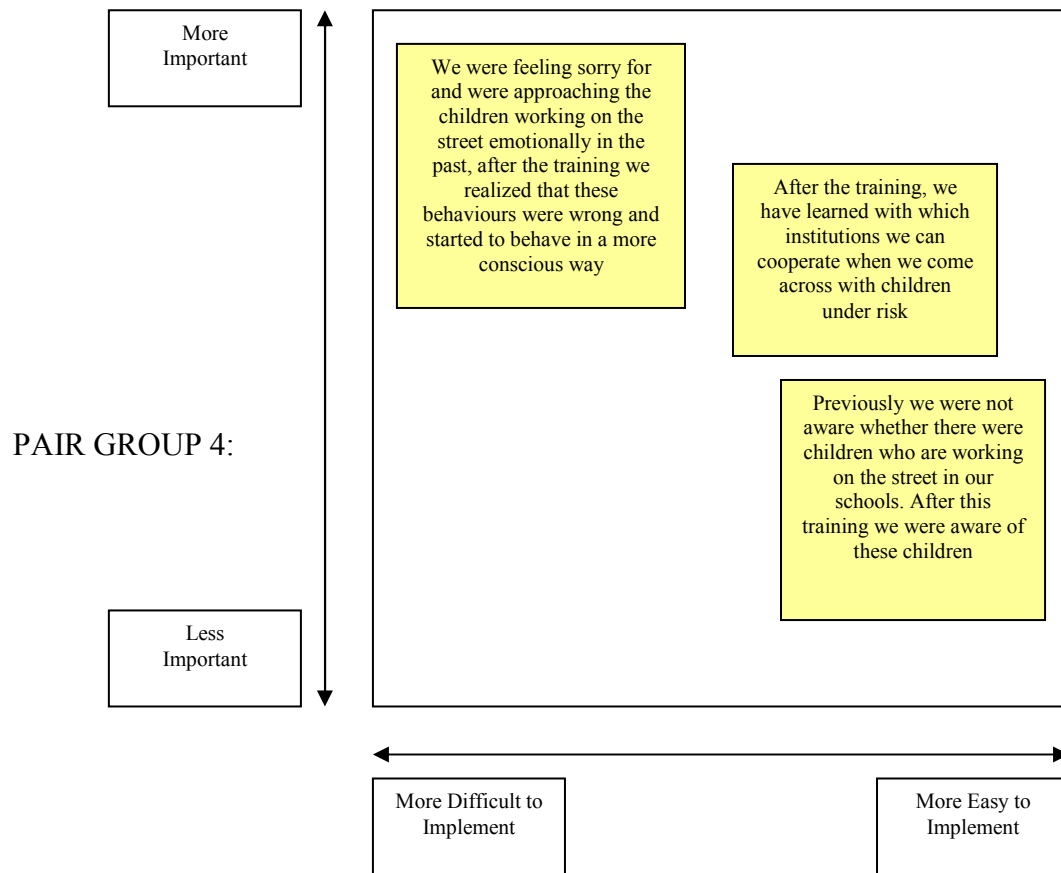 More
Important
We were feeling sorry for
and were approaching the
children working on the
street emotionally in the
past, after the training we
realized that these
behaviours were wrong and
started to behave in a more
conscious way
After the training, we
have learned with which
institutions we can
cooperate when we come
across with children
under risk
Previously we were not
aware whether there were
children who are working
on the street in our
schools. After this
training we were aware of
these children
PAIR GROUP 4:
Less
Important
More Difficult to
Implement
More Easy to
Implement